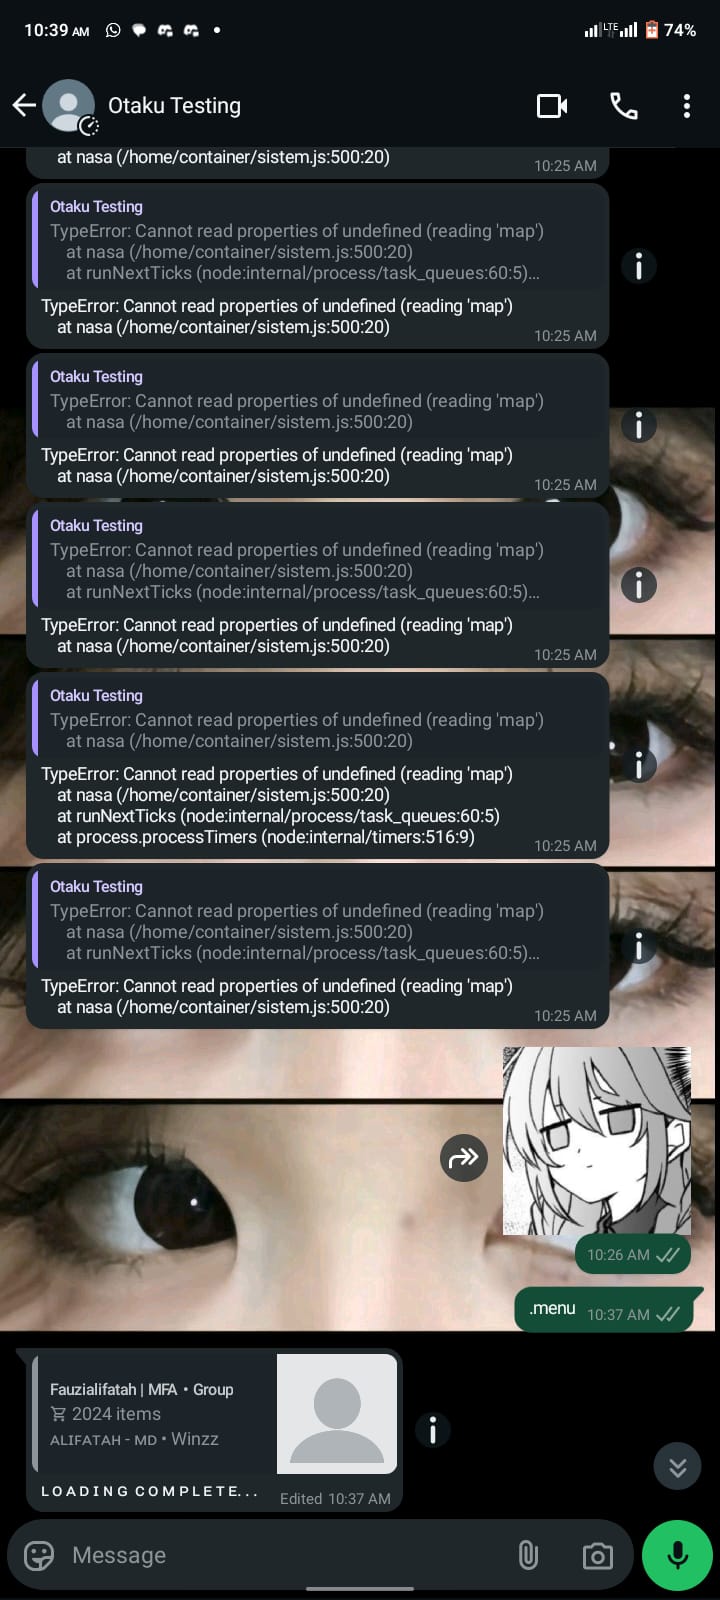 10:39 AM
LTE
74%
Otaku Testing
at nasa (/home/container/sistem.js:500:20)
10:25 AM
Otaku Testing
TypeError: Cannot read properties of undefined (reading 'map')
at nasa (/home/container/sistem.js:500:20)
at runNextTicks (node:internal/process/task_queues:60:5)...
TypeError: Cannot read properties of undefined (reading 'map')
at nasa (/home/container/sistem.js:500:20)
10:25 AM
Otaku Testing
TypeError: Cannot read properties of undefined (reading 'map')
at nasa (/home/container/sistem.js:500:20)
TypeError: Cannot read properties of undefined (reading 'map')
at nasa (/home/container/sistem.js:500:20)
10:25 AM
Otaku Testing
TypeError: Cannot read properties of undefined (reading 'map')
at nasa (/home/container/sistem.js:500:20)
at runNextTicks (node:internal/process/task_queues:60:5)...
TypeError: Cannot read properties of undefined (reading 'map')
at nasa (/home/container/sistem.js:500:20)
10:25 AM
Otaku Testing
TypeError: Cannot read properties of undefined (reading 'map')
at nasa (/home/container/sistem.js:500:20)
TypeError: Cannot read properties of undefined (reading 'map')
at nasa (/home/container/sistem.js:500:20)
at runNextTicks (node:internal/process/task_queues:60:5)
at process.processTimers (node:internal/timers:516:9)
10:25 AM
Otaku Testing
TypeError: Cannot read properties of undefined (reading 'map')
at nasa (/home/container/sistem.js:500:20)
at runNextTicks (node:internal/process/task_queues:60:5)...
TypeError: Cannot read properties of undefined (reading 'map')
at nasa (/home/container/sistem.js:500:20)
10:25 AM
10:26 AM
.menu 10:37 AM
Fauzialifatah | MFA • Group
2024 items
ALIFATAH - MD • Winzz
L O A D I N G C O M P L E T E . . .
Edited 10:37 AM
Message